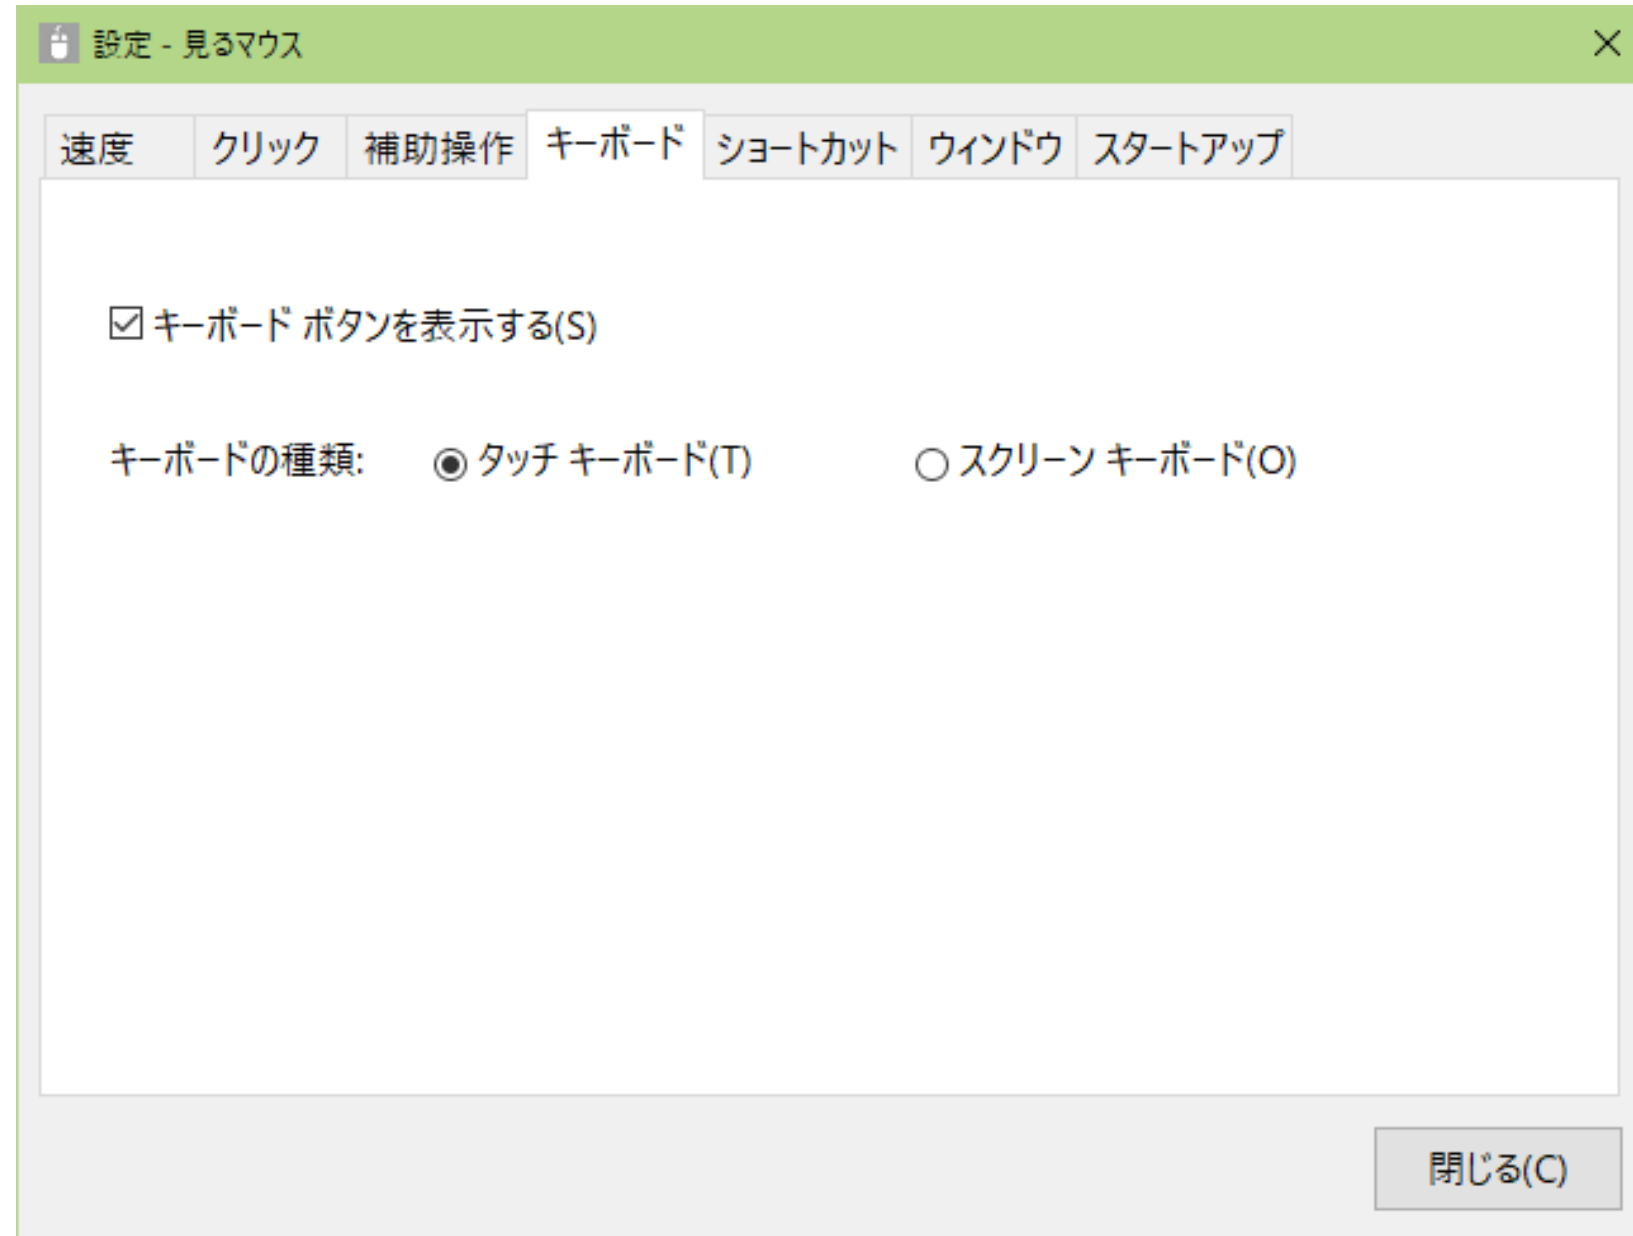 設定 - 見るマウス
速度 クリック 補助操作 キーボード ショートカット ウィンドウ スタートアップ
キーボード ボタンを表示する(S)
キーボードの種類: タッチ キーボード(T) スクリーン キーボード(O)
閉じる(C)